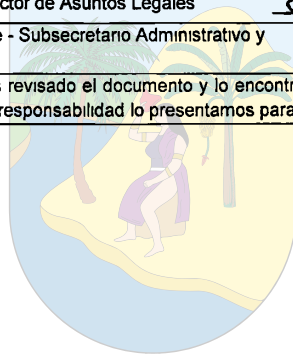 ctor de Asuntos Legales
e - Subsecretario Administrativo y
s revisado el documento y lo encontr
responsabilidad lo presentamos para